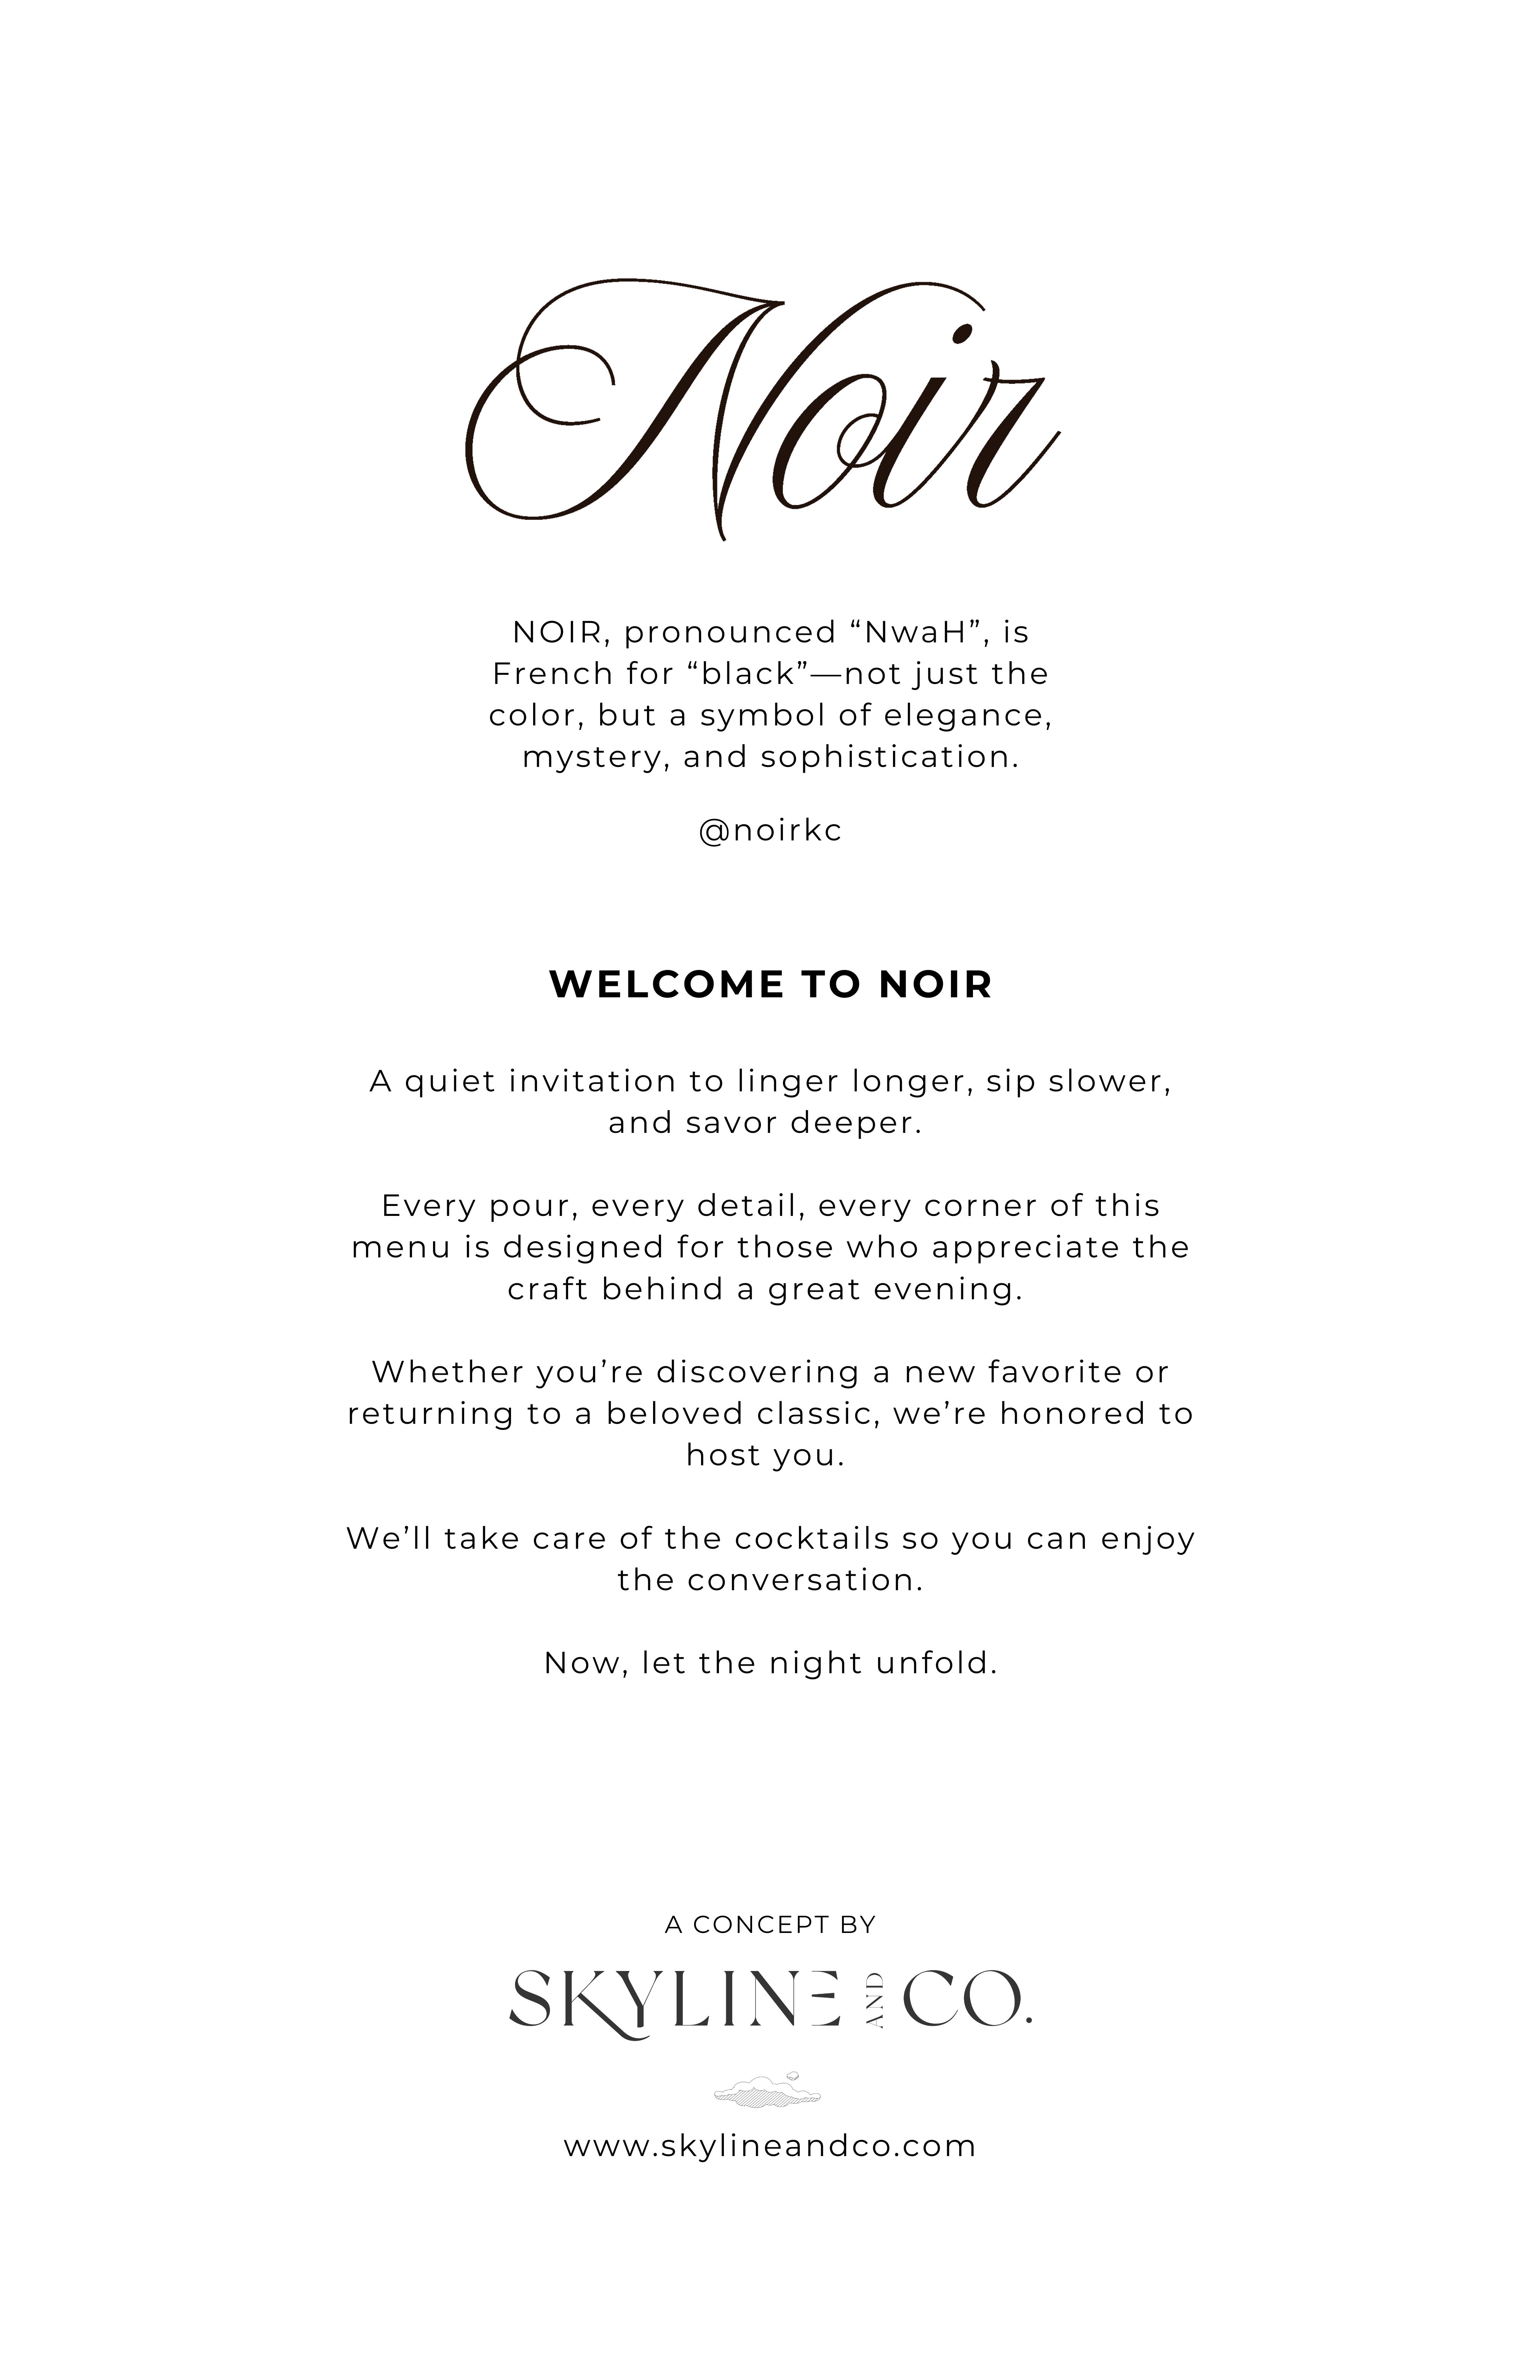 Noir
NOIR, pronounced “NwaH”, is
French for “black”—not just the
color, but a symbol of elegance,
mystery, and sophistication.
@noirkc
WELCOME TO NOIR
A quiet invitation to linger longer, sip slower,
and savor deeper.
Every pour, every detail, every corner of this
menu is designed for those who appreciate the
craft behind a great evening.
Whether you’re discovering a new favorite or
returning to a beloved classic, we’re honored to
host you.
We’ll take care of the cocktails so you can enjoy
the conversation.
Now, let the night unfold.
A CONCEPT BY
SKYLINE AND CO.
www.skylineandco.com